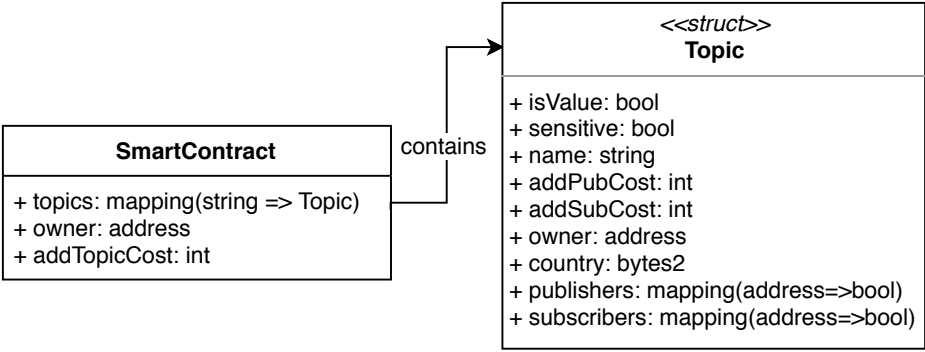 SmartContract
+ topics: mapping(string => Topic)
+ owner: address
+ addTopicCost: int
contains
<<struct>>
Topic
+ isValue: bool
+ sensitive: bool
+ name: string
+ addPubCost: int
+ addSubCost: int
+ owner: address
+ country: bytes2
+ publishers: mapping(address=>bool)
+ subscribers: mapping(address=>bool)